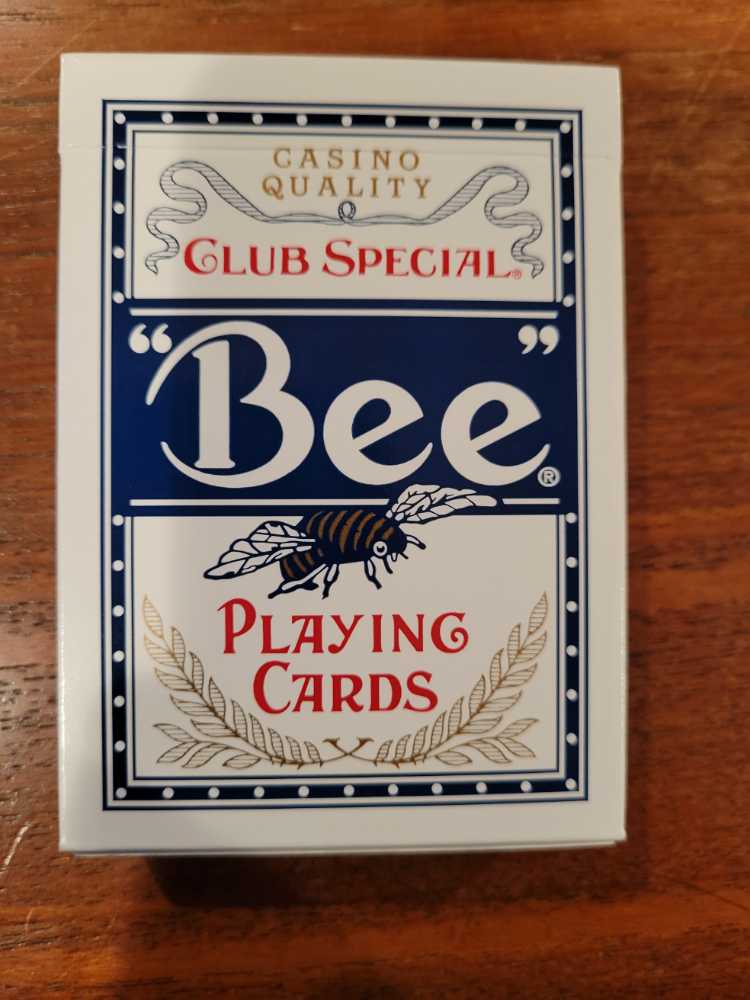 CASINO
QUALITY
CLUB SPECIAL®
“Bee”®
PLAYING
CARDS